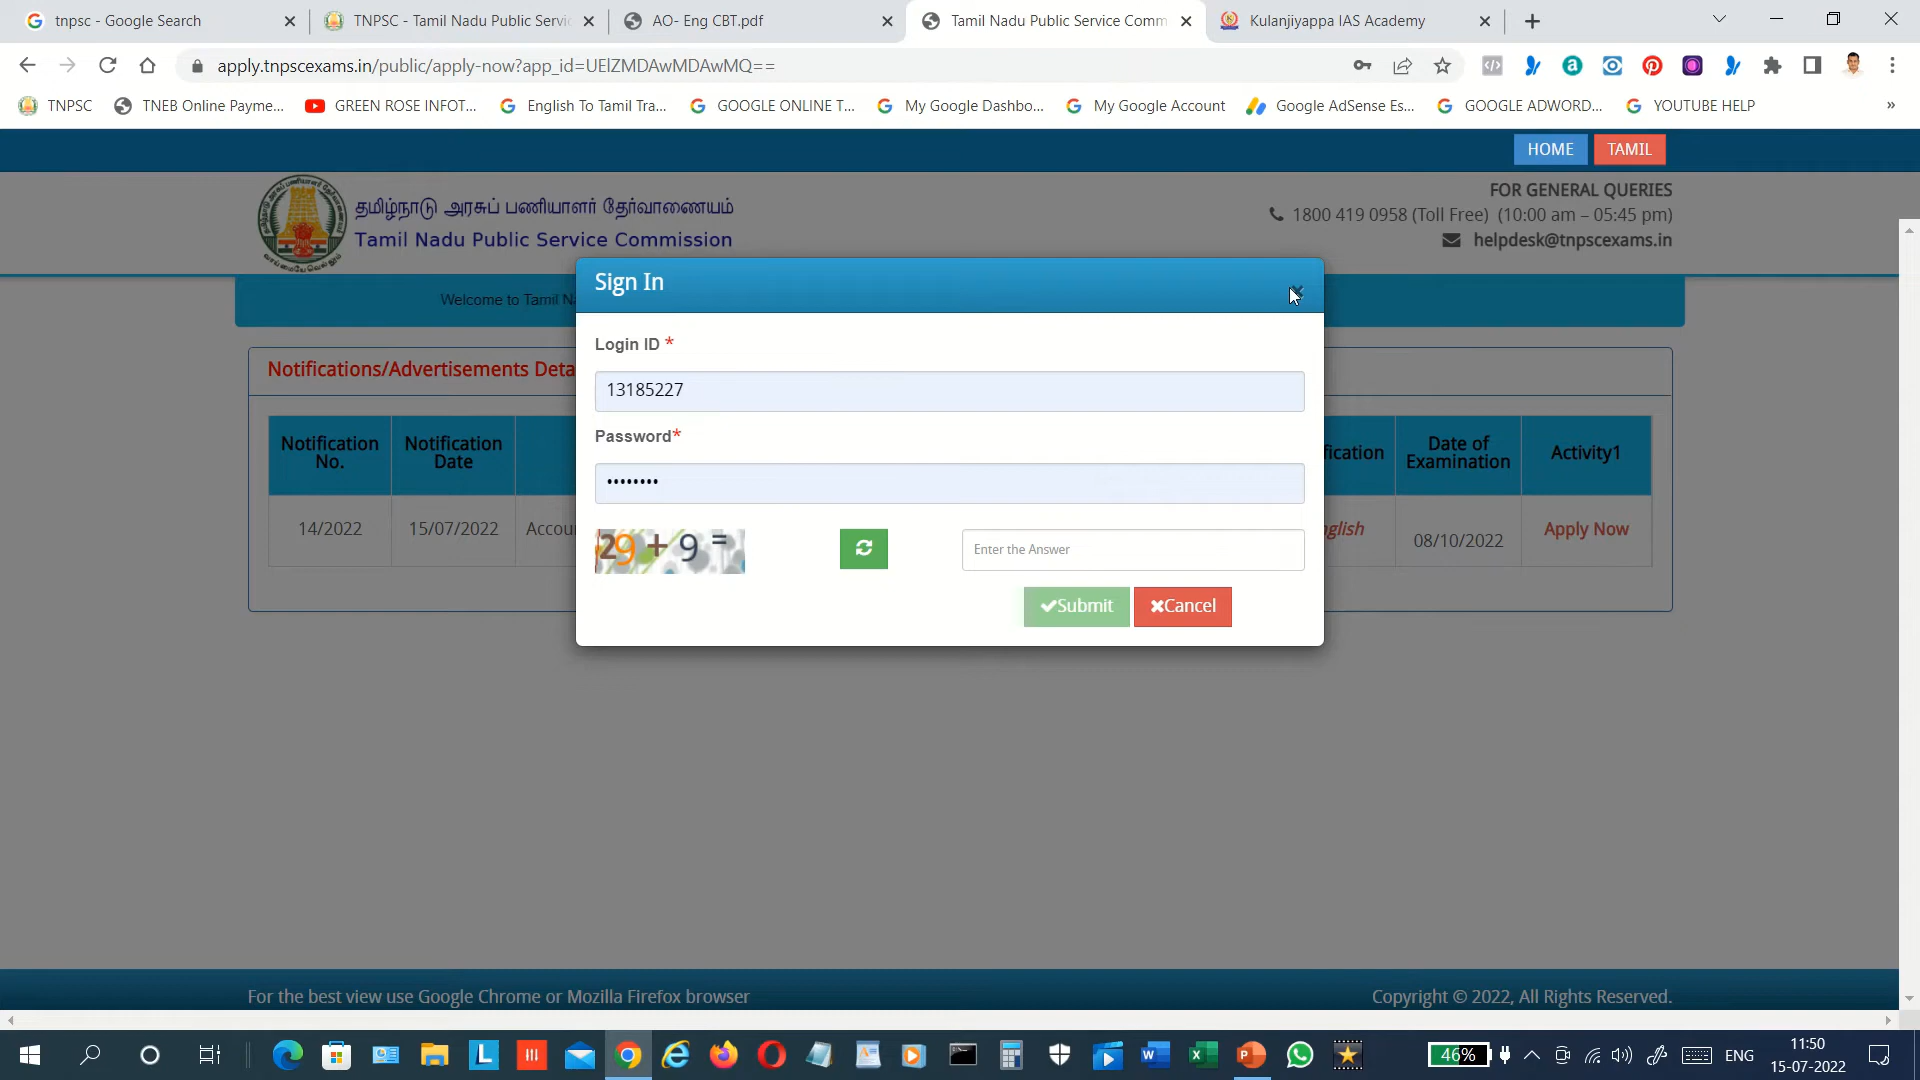 tnpsc - Google Search
TNPSC - Tamil Nadu Public Servic
AO- Eng CBT.pdf
Tamil Nadu Public Service Comm
Kulanjiyappa IAS Academy
apply.tnpscexams.in/public/apply-now?app_id=UElZMDAwMDAwMQ==
TNPSC
TNEB Online Payme...
GREEN ROSE INFOT...
English To Tamil Tra...
GOOGLE ONLINE T...
My Google Dashbo...
My Google Account
Google AdSense Es...
GOOGLE ADWORD...
YOUTUBE HELP
»
HOME
TAMIL
தமிழ்நாடு அரசுப் பணியாளர் தேர்வாணையம்
Tamil Nadu Public Service Commission
FOR GENERAL QUERIES
1800 419 0958 (Toll Free) (10:00 am – 05:45 pm)
helpdesk@tnpscexams.in
Welcome to Tamil Na
Sign In
Login ID *
13185227
Password*
••••••••
29 + 9 =
Enter the Answer
Submit
Cancel
Notifications/Advertisements Deta
Notification No.
Notification Date
fication
Date of Examination
Activity1
14/2022
15/07/2022
Accou
nglish
08/10/2022
Apply Now
For the best view use Google Chrome or Mozilla Firefox browser
Copyright © 2022, All Rights Reserved.
46%
ENG
11:50
15-07-2022